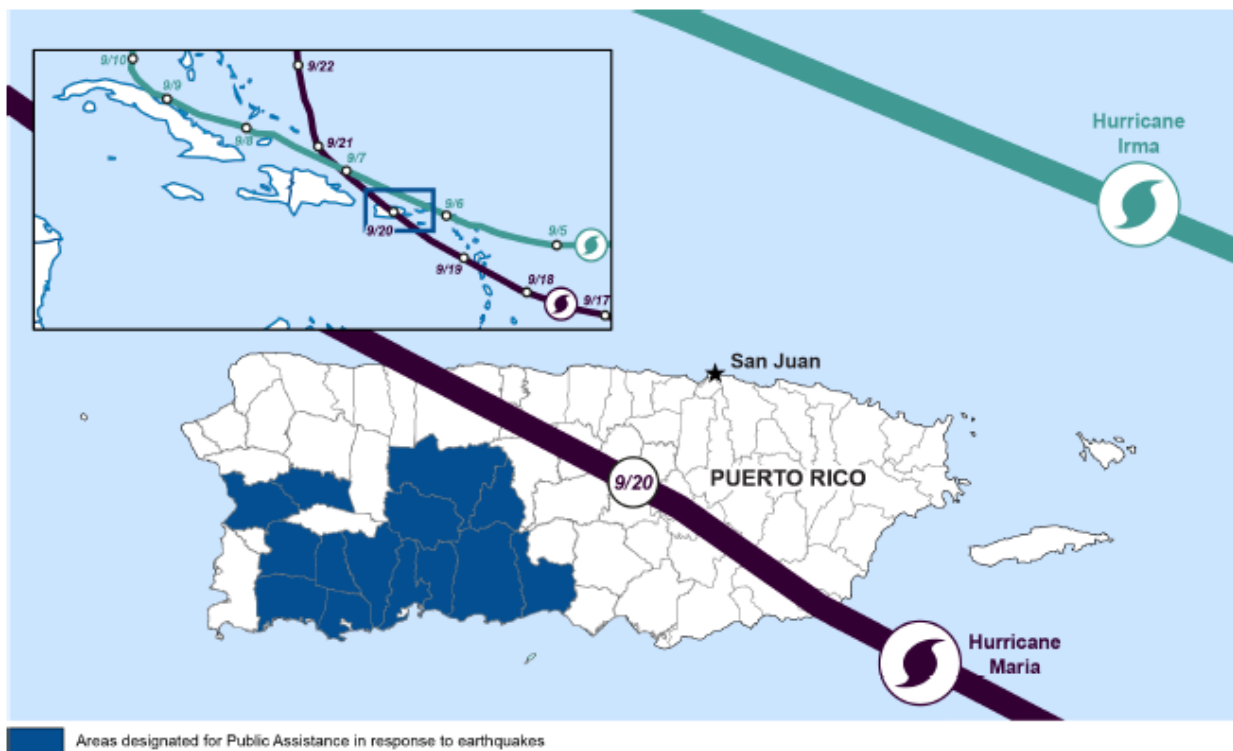 9/10
9/9
9/8
9/22
9/21
9/7
9/6
9/5
9/20
9/19
9/18
9/17
Hurricane
Irma
San Juan
PUERTO RICO
9/20
Hurricane
Maria
Areas designated for Public Assistance in response to earthquakes